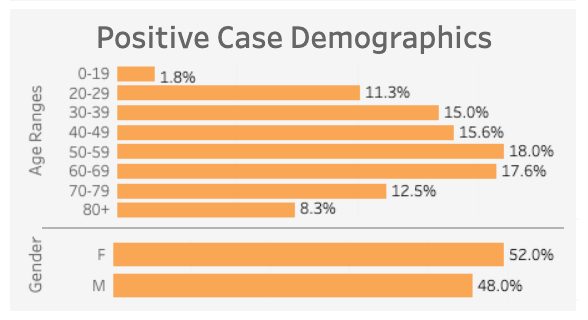 Positive Case Demographics
Age Ranges
0-19 1.8%
20-29 11.3%
30-39 15.0%
40-49 15.6%
50-59 18.0%
60-69 17.6%
70-79 12.5%
80+ 8.3%
Gender
F 52.0%
M 48.0%